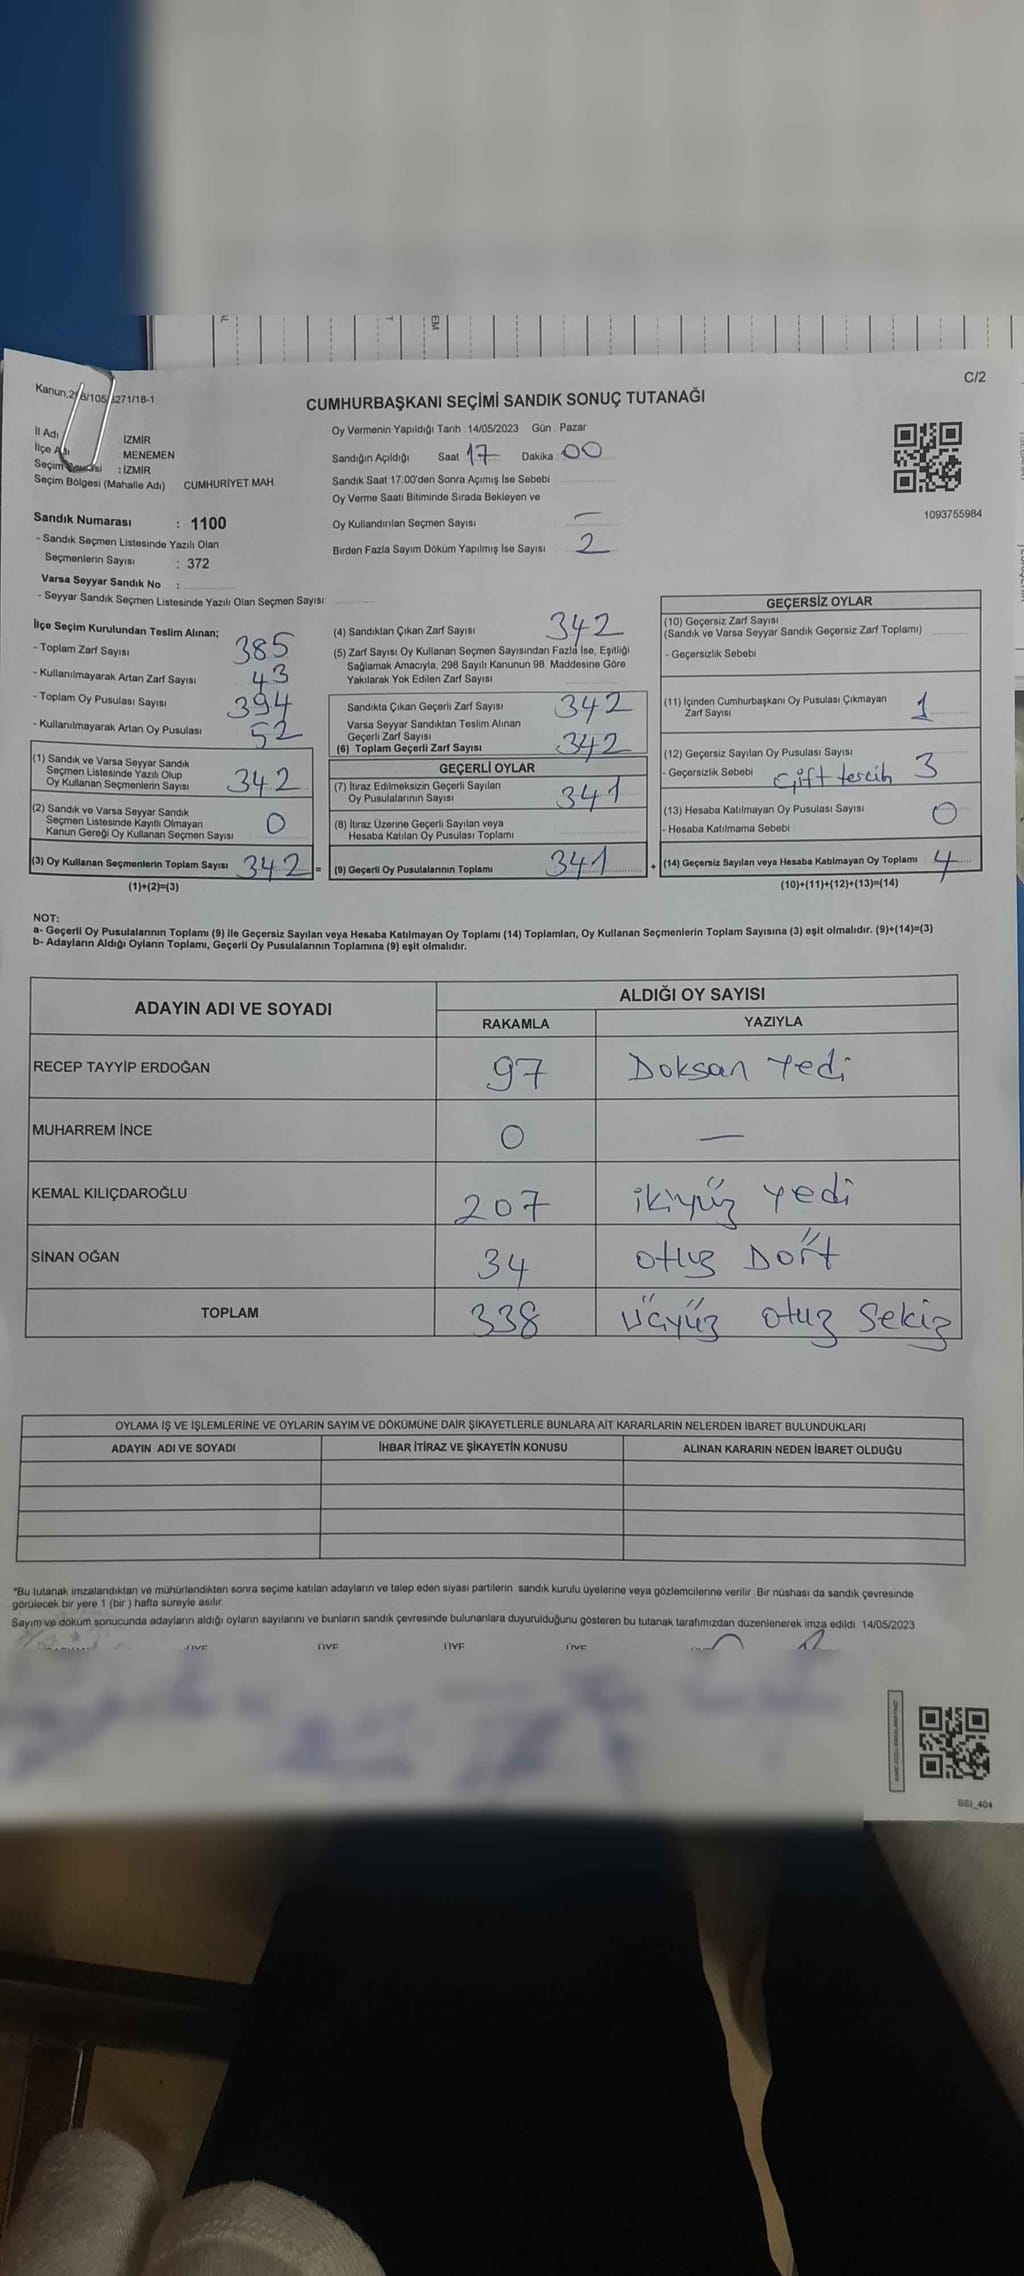 EM
C/2
Kanun,298/105 271/18-1
CUMHURBAŞKANI SEÇİMİ SANDIK SONUÇ TUTANAĞI
İl Adı : İZMİR
İlçe Adı : MENEMEN
Seçim : İZMİR
Seçim Bölgesi (Mahalle Adı) : CUMHURİYET MAH.
Oy Vermenin Yapıldığı Tarih : 14/05/2023 Gün : Pazar
Sandığın Açıldığı Saat 17 Dakika : 00
Sandık Saat 17:00'den Sonra Açımış İse Sebebi
Oy Verme Saati Bitiminde Sırada Bekleyen ve
Oy Kullandırılan Seçmen Sayısı –
Birden Fazla Sayım Döküm Yapılmış İse Sayısı 2
1093755984
Sandık Numarası : 1100
- Sandık Seçmen Listesinde Yazılı Olan
Seçmenlerin Sayısı : 372
Varsa Seyyar Sandık No :
- Seyyar Sandık Seçmen Listesinde Yazılı Olan Seçmen Sayısı:
İlçe Seçim Kurulundan Teslim Alınan;
- Toplam Zarf Sayısı 385
- Kullanılmayarak Artan Zarf Sayısı 43
- Toplam Oy Pusulası Sayısı 394
- Kullanılmayarak Artan Oy Pusulası 52
(1) Sandık ve Varsa Seyyar Sandık
Seçmen Listesinde Yazılı Olup
Oy Kullanan Seçmenlerin Sayısı 342
(2) Sandık ve Varsa Seyyar Sandık
Seçmen Listesinde Kayıtlı Olmayan
Kanun Gereği Oy Kullanan Seçmen Sayısı 0
(3) Oy Kullanan Seçmenlerin Toplam Sayısı 342 =
(1)+(2)=(3)
(4) Sandıktan Çıkan Zarf Sayısı 342
(5) Zarf Sayısı Oy Kullanan Seçmen Sayısından Fazla İse, Eşitliği
Sağlamak Amacıyla, 298 Sayılı Kanunun 98. Maddesine Göre
Yakılarak Yok Edilen Zarf Sayısı
Sandıkta Çıkan Geçerli Zarf Sayısı 342
Varsa Seyyar Sandıktan Teslim Alınan
Geçerli Zarf Sayısı
(6) Toplam Geçerli Zarf Sayısı 342
GEÇERLİ OYLAR
(7) İtiraz Edilmeksizin Geçerli Sayılan
Oy Pusulalarının Sayısı 341
(8) İtiraz Üzerine Geçerli Sayılan veya
Hesaba Katılan Oy Pusulası Toplamı
(9) Geçerli Oy Pusulalarının Toplamı 341 +
GEÇERSİZ OYLAR
(10) Geçersiz Zarf Sayısı
(Sandık ve Varsa Seyyar Sandık Geçersiz Zarf Toplamı)
- Geçersizlik Sebebi
(11) İçinden Cumhurbaşkanı Oy Pusulası Çıkmayan
Zarf Sayısı 1
(12) Geçersiz Sayılan Oy Pusulası Sayısı 3
- Geçersizlik Sebebi çift tercih
(13) Hesaba Katılmayan Oy Pusulası Sayısı 0
- Hesaba Katılmama Sebebi
(14) Geçersiz Sayılan veya Hesaba Katılmayan Oy Toplamı 4
(10)+(11)+(12)+(13)=(14)
NOT:
a- Geçerli Oy Pusulalarının Toplamı (9) ile Geçersiz Sayılan veya Hesaba Katılmayan Oy Toplamı (14) Toplamları, Oy Kullanan Seçmenlerin Toplam Sayısına (3) eşit olmalıdır. (9)+(14)=(3)
b- Adayların Aldığı Oyların Toplamı, Geçerli Oy Pusulalarının Toplamına (9) eşit olmalıdır.
ADAYIN ADI VE SOYADI ALDIĞI OY SAYISI
RAKAMLA YAZIYLA
RECEP TAYYİP ERDOĞAN 97 Doksan Yedi
MUHARREM İNCE 0 —
KEMAL KILIÇDAROĞLU 207 ikiyüz yedi
SİNAN OĞAN 34 otuz Dört
TOPLAM 338 üçyüz otuz sekiz
OYLAMA İŞ VE İŞLEMLERİNE VE OYLARIN SAYIM VE DÖKÜMÜNE DAİR ŞİKAYETLERLE BUNLARA AİT KARARLARIN NELERDEN İBARET BULUNDUKLARI
ADAYIN ADI VE SOYADI İHBAR İTİRAZ VE ŞİKAYETİN KONUSU ALINAN KARARIN NEDEN İBARET OLDUĞU
*Bu tutanak imzalandıktan ve mühürlendikten sonra seçime katılan adayların ve talep eden siyasi partilerin sandık kurulu üyelerine veya gözlemcilerine verilir. Bir nüshası da sandık çevresinde
görülecek bir yere 1 (bir ) hafta süreyle asılır.
Sayım ve döküm sonucunda adayların aldığı oyların sayılarını ve bunların sandık çevresinde bulunanlara duyurulduğunu gösteren bu tutanak tarafımızdan düzenlenerek imza edildi. 14/05/2023
ÜYE ÜYE ÜYE ÜYE
SSI_404